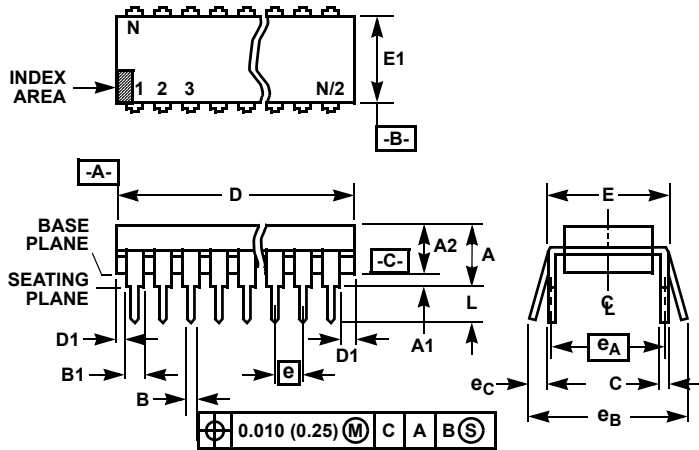 N
INDEX
AREA
1 2 3 N/2
E1
-B-
-A-
D
E
BASE
PLANE
A2
A
-C-
SEATING
PLANE
L
℄
D1
A1
D1
eA
B1
e
eC
C
B
eB
⌖ 0.010 (0.25) Ⓜ C A B Ⓢ